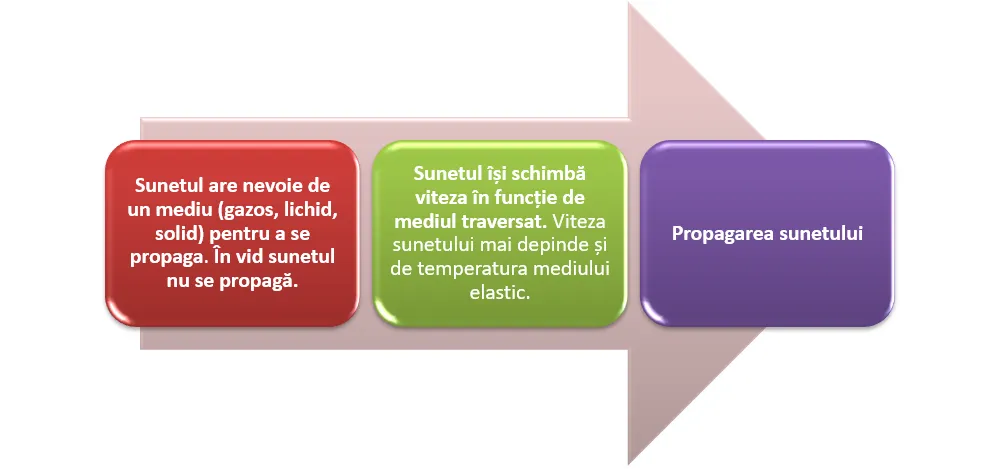 Sunetul are nevoie de
un mediu (gazos, lichid,
solid) pentru a se
propaga. În vid sunetul
nu se propagă.
Sunetul își schimbă
viteza în funcție de
mediul traversat. Viteza
sunetului mai depinde și
de temperatura mediului
elastic.
Propagarea sunetului